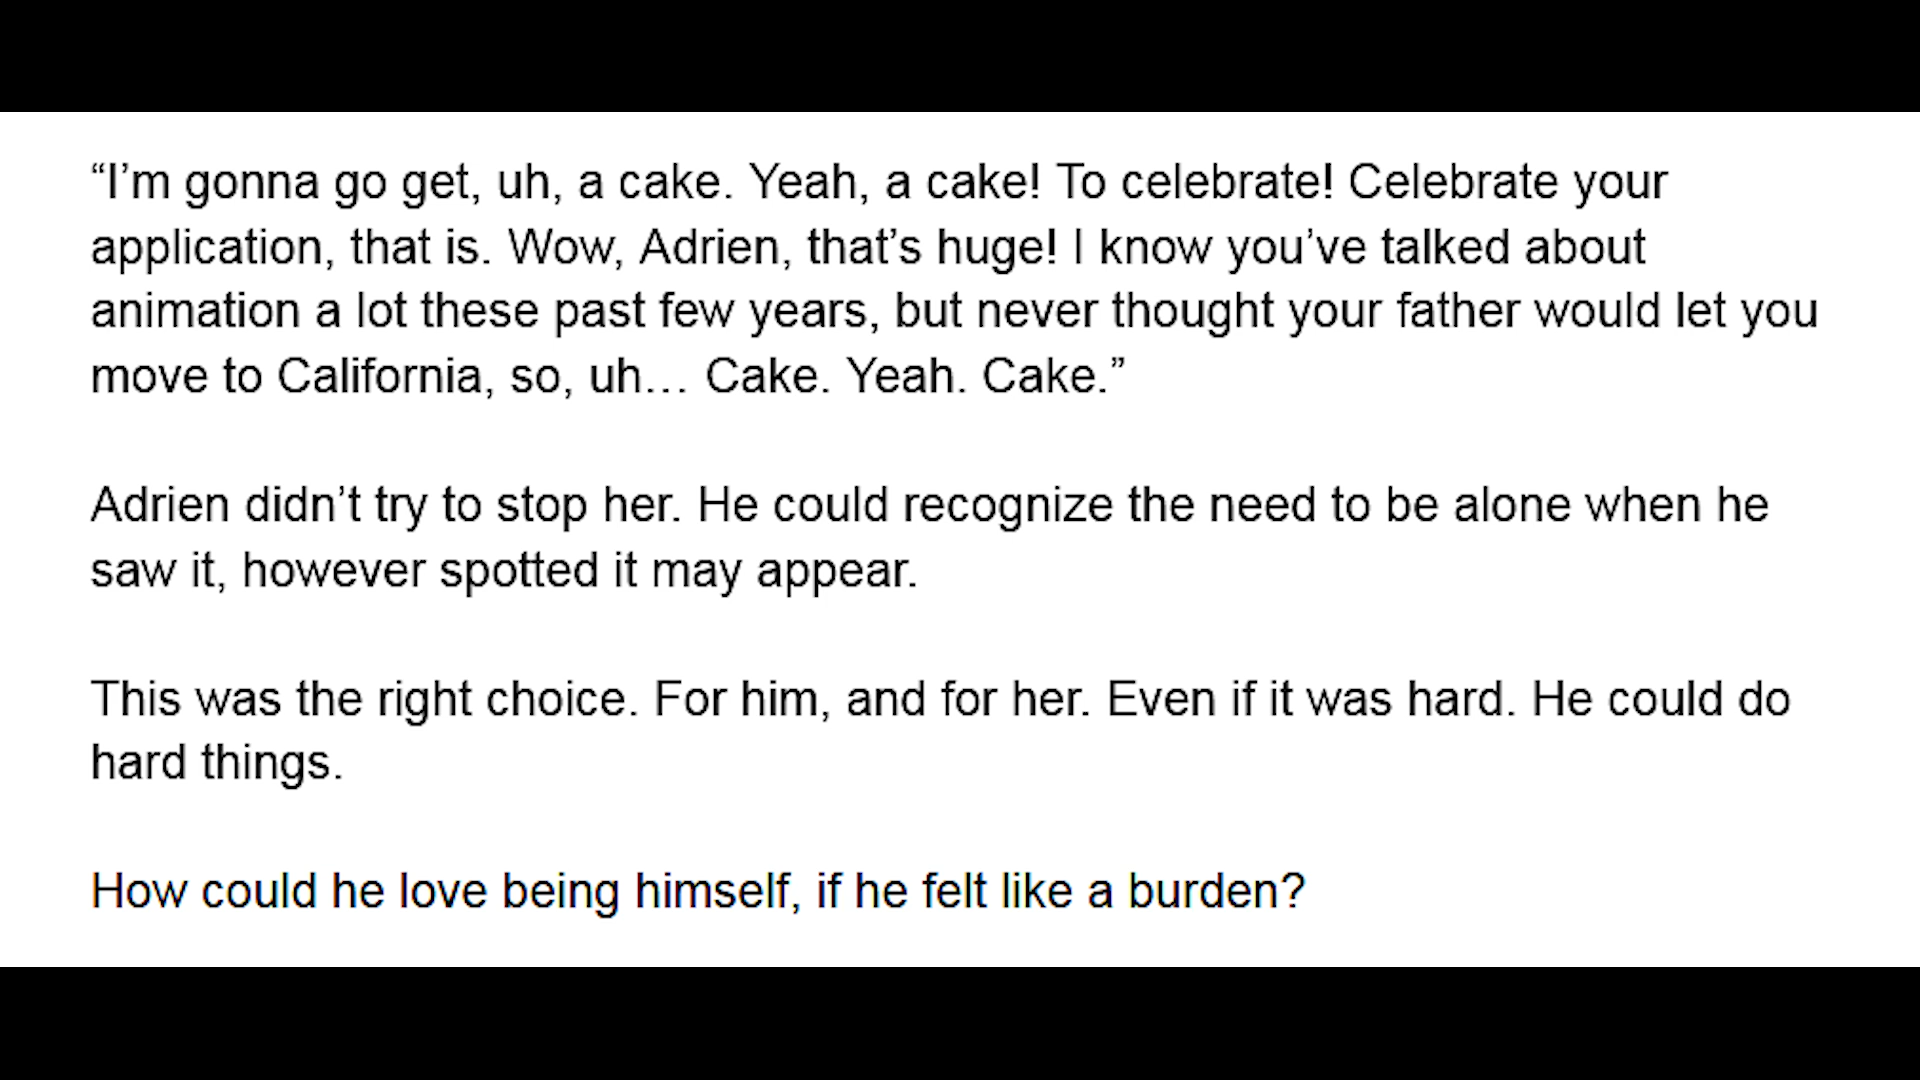 “I’m gonna go get, uh, a cake. Yeah, a cake! To celebrate! Celebrate your
application, that is. Wow, Adrien, that’s huge! I know you’ve talked about
animation a lot these past few years, but never thought your father would let you
move to California, so, uh… Cake. Yeah. Cake.”
Adrien didn’t try to stop her. He could recognize the need to be alone when he
saw it, however spotted it may appear.
This was the right choice. For him, and for her. Even if it was hard. He could do
hard things.
How could he love being himself, if he felt like a burden?